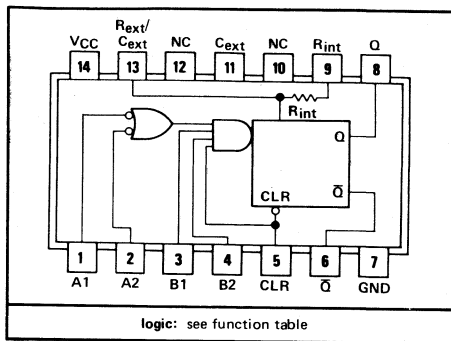 Rext/
VCC Cext NC Cext NC Rint Q
14 13 12 11 10 9 8
Rint
Q
CLR
Q̅
1 2 3 4 5 6 7
A1 A2 B1 B2 CLR Q̅ GND
logic: see function table